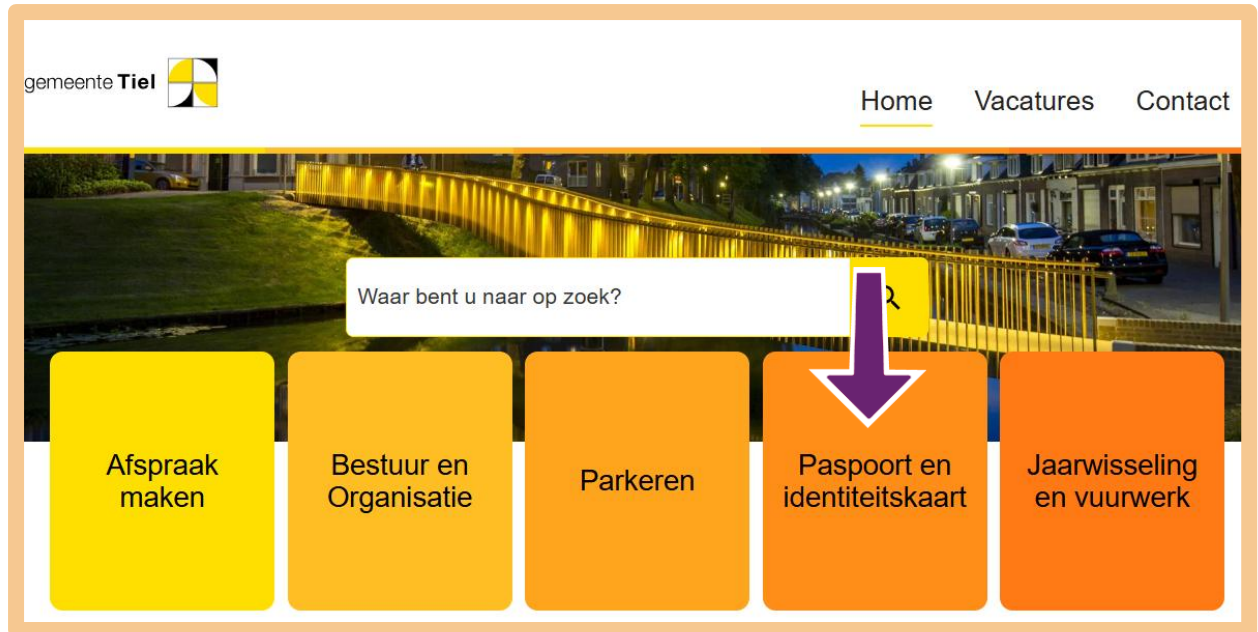 gemeente Tiel
Home Vacatures Contact
Waar bent u naar op zoek?
Afspraak
maken
Bestuur en
Organisatie
Parkeren
Paspoort en
identiteitskaart
Jaarwisseling
en vuurwerk